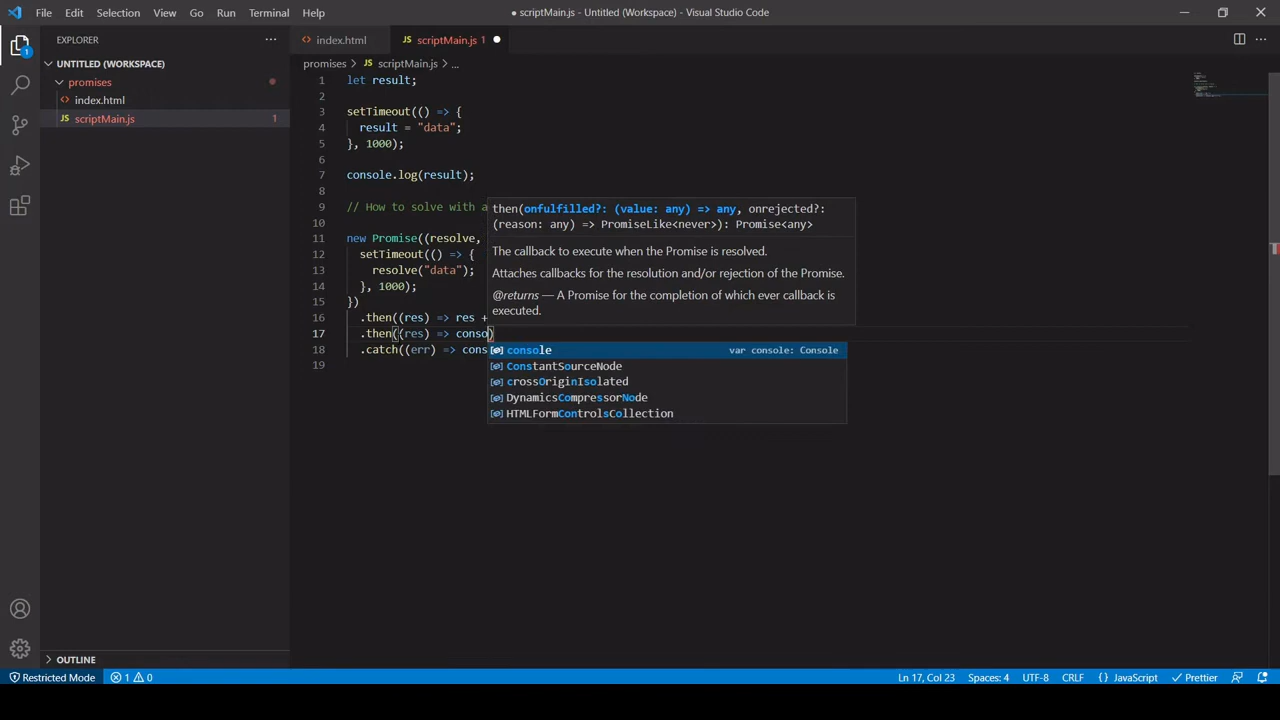 File Edit Selection View Go Run Terminal Help
● scriptMain.js - Untitled (Workspace) - Visual Studio Code
EXPLORER
index.html
scriptMain.js 1
UNTITLED (WORKSPACE)
promises > JS scriptMain.js > ...
promises
index.html
JS scriptMain.js 1
1
1 let result;
2
3 setTimeout(() => {
4 result = "data";
5 }, 1000);
6
7 console.log(result);
8
9 // How to solve with a
10
11 new Promise((resolve,
12 setTimeout(() => {
13 resolve("data");
14 }, 1000);
15 })
16 .then((res) => res +
17 .then((res) => conso)
18 .catch((err) => cons
19
then(onfulfilled?: (value: any) => any, onrejected?:
(reason: any) => PromiseLike<never>): Promise<any>
The callback to execute when the Promise is resolved.
Attaches callbacks for the resolution and/or rejection of the Promise.
@returns — A Promise for the completion of which ever callback is
executed.
console var console: Console
ConstantSourceNode
crossOriginIsolated
DynamicsCompressorNode
HTMLFormControlsCollection
OUTLINE
Restricted Mode 1 0 Ln 17, Col 23 Spaces: 4 UTF-8 CRLF {} JavaScript Prettier